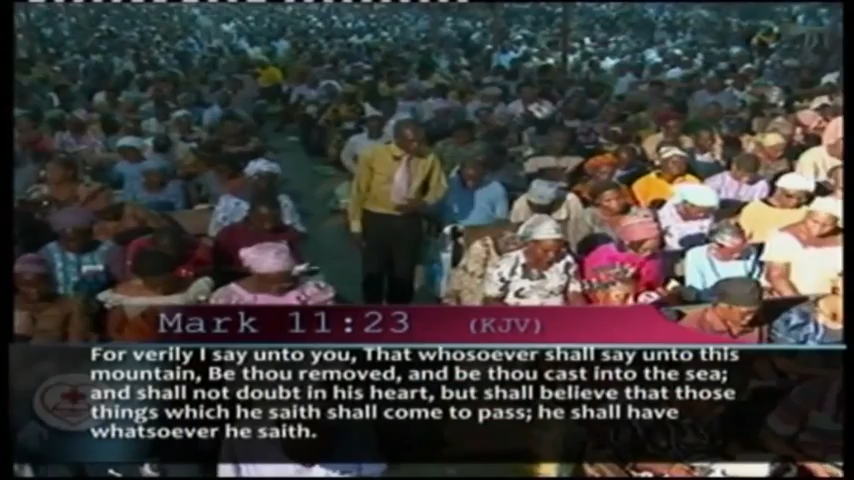 Mark 11:23 (KJV)
For verily I say unto you, That whosoever shall say unto this
mountain, Be thou removed, and be thou cast into the sea;
and shall not doubt in his heart, but shall believe that those
things which he saith shall come to pass; he shall have
whatsoever he saith.